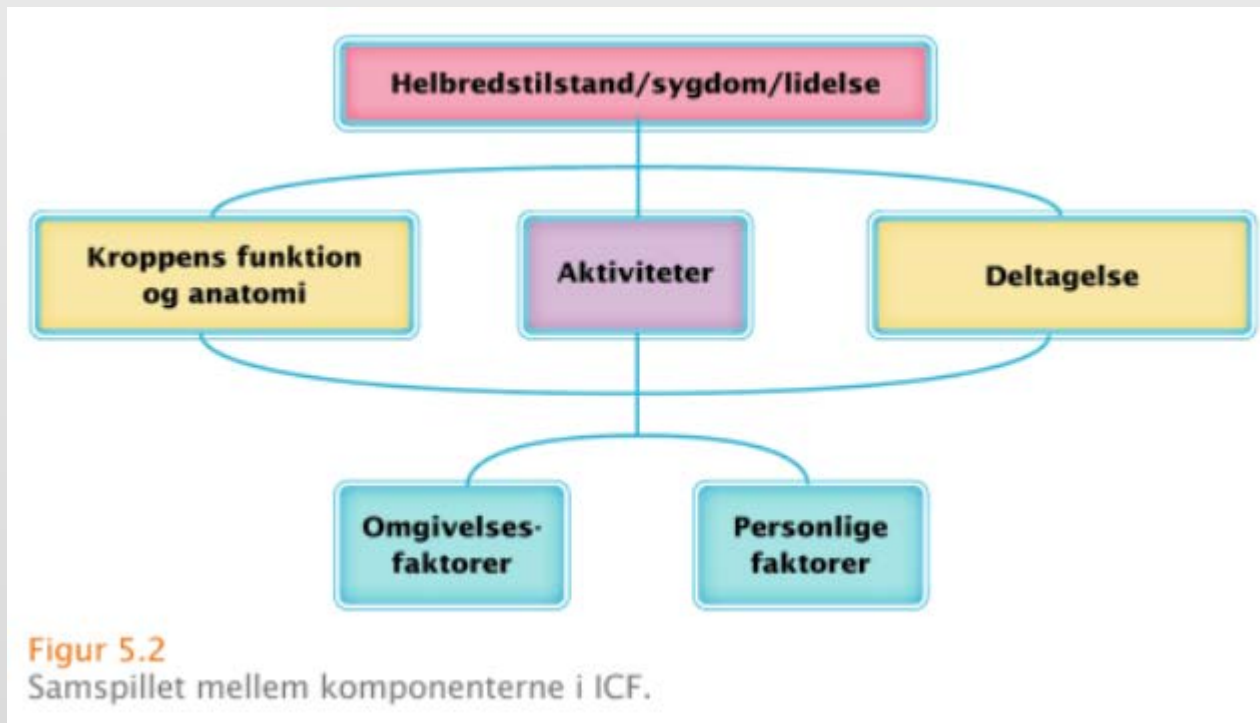 Helbredstilstand/sygdom/lidelse
Kroppens funktion
og anatomi
Aktiviteter
Deltagelse
Omgivelses-
faktorer
Personlige
faktorer
Figur 5.2
Samspillet mellem komponenterne i ICF.